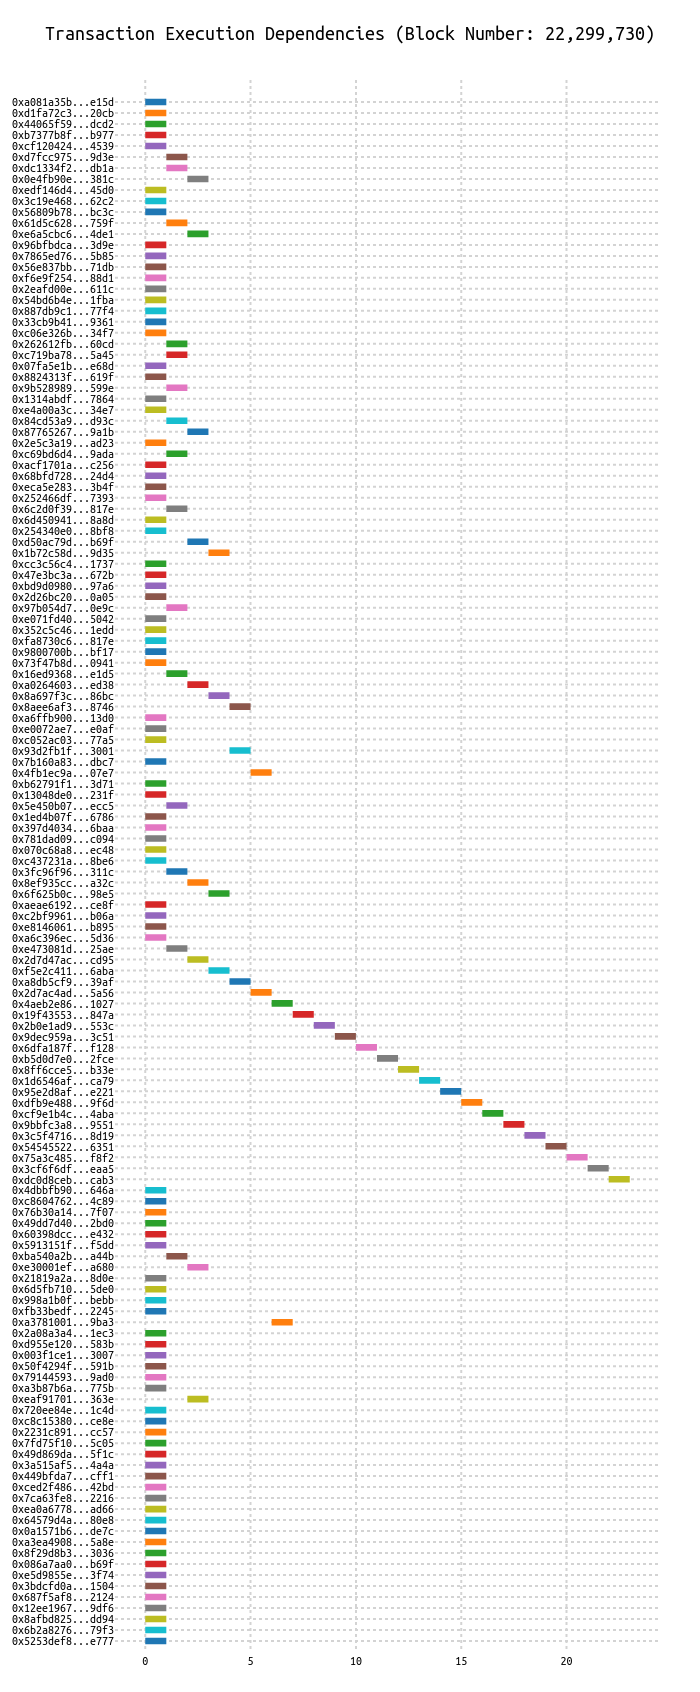 Transaction Execution Dependencies (Block Number: 22,299,730)
0xa081a35b...e15d
0xd1fa72c3...20cb
0x44065f59...dcd2
0xb7377b8f...b977
0xcf120424...4539
0xd7fcc975...9d3e
0xdc1334f2...db1a
0x0e4fb90e...381c
0xedf146d4...45d0
0x3c19e468...62c2
0x56809b78...bc3c
0x61d5c628...759f
0xe6a5cbc6...4de1
0x96bfbdca...3d9e
0x7865ed76...5b85
0x56e837bb...71db
0xf6e9f254...88d1
0x2eafd00e...611c
0x54bd6b4e...1fba
0x887db9c1...77f4
0x33cb9b41...9361
0xc06e326b...34f7
0x262612fb...60cd
0xc719ba78...5a45
0x07fa5e1b...e68d
0x8824313f...619f
0x9b528989...599e
0x1314abdf...7864
0xe4a00a3c...34e7
0x84cd53a9...d93c
0x87765267...9a1b
0x2e5c3a19...ad23
0xc69bd6d4...9ada
0xacf1701a...c256
0x68bfd728...24d4
0xeca5e283...3b4f
0x252466df...7393
0x6c2d0f39...817e
0x6d450941...8a8d
0x254340e0...8bf8
0xd50ac79d...b69f
0x1b72c58d...9d35
0xcc3c56c4...1737
0x47e3bc3a...672b
0xbd9d0980...97a6
0x2d26bc20...0a05
0x97b054d7...0e9c
0xe071fd40...5042
0x352c5c46...1edd
0xfa8730c6...817e
0x9800700b...bf17
0x73f47b8d...0941
0x16ed9368...e1d5
0xa0264603...ed38
0x8a697f3c...86bc
0x8aee6af3...8746
0xa6ffb900...13d0
0xe0072ae7...e0af
0xc052ac03...77a5
0x93d2fb1f...3001
0x7b160a83...dbc7
0x4fb1ec9a...07e7
0xb62791f1...3d71
0x13048de0...231f
0x5e450b07...ecc5
0x1ed4b07f...6786
0x397d4034...6baa
0x781dad09...c094
0x070c68a8...ec48
0xc437231a...8be6
0x3fc96f96...311c
0x8ef935cc...a32c
0x6f625b0c...98e5
0xaeae6192...ce8f
0xc2bf9961...b06a
0xe8146061...b895
0xa6c396ec...5d36
0xe473081d...25ae
0x2d7d47ac...cd95
0xf5e2c411...6aba
0xa8db5cf9...39af
0x2d7ac4ad...5a56
0x4aeb2e86...1027
0x19f43553...847a
0x2b0e1ad9...553c
0x9dec959a...3c51
0x6dfa187f...f128
0xb5d0d7e0...2fce
0x8ff6cce5...b33e
0x1d6546af...ca79
0x95e2d8af...e221
0xdfb9e488...9f6d
0xcf9e1b4c...4aba
0x9bbfc3a8...9551
0x3c5f4716...8d19
0x54545522...6351
0x75a3c485...f8f2
0x3cf6f6df...eaa5
0xdc0d8ceb...cab3
0x4dbbfb90...646a
0xc8604762...4c89
0x76b30a14...7f07
0x49dd7d40...2bd0
0x60398dcc...e432
0x5913151f...f5dd
0xba540a2b...a44b
0xe30001ef...a680
0x21819a2a...8d0e
0x6d5fb710...5de0
0x998a1b0f...bebb
0xfb33bedf...2245
0xa3781001...9ba3
0x2a08a3a4...1ec3
0xd955e120...583b
0x003f1ce1...3007
0x50f4294f...591b
0x79144593...9ad0
0xa3b87b6a...775b
0xeaf91701...363e
0x720ee84e...1c4d
0xc8c15380...ce8e
0x2231c891...cc57
0x7fd75f10...5c05
0x49d869da...5f1c
0x3a515af5...4a4a
0x449bfda7...cff1
0xced2f486...42bd
0x7ca63fe8...2216
0xea0a6778...ad66
0x64579d4a...80e8
0x0a1571b6...de7c
0xa3ea4908...5a8e
0x8f29d8b3...3036
0x086a7aa0...b69f
0xe5d9855e...3f74
0x3bdcfd0a...1504
0x687f5af8...2124
0x12ee1967...9df6
0x8afbd825...dd94
0x6b2a8276...79f3
0x5253def8...e777
0 5 10 15 20